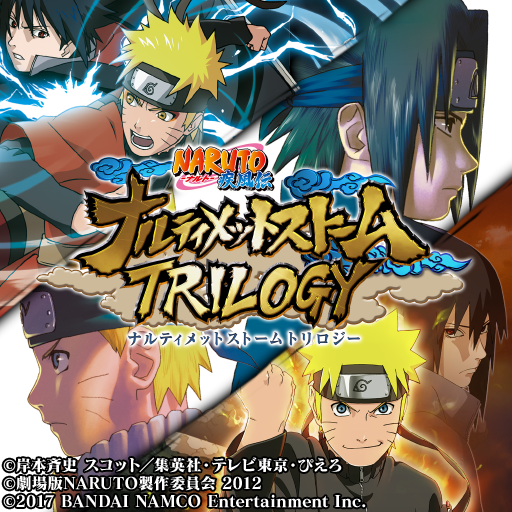 NARUTO
ナルトー
疾風伝
ナルティメットストーム
TRILOGY
ナルティメットストームトリロジー
©岸本斉史 スコット／集英社・テレビ東京・ぴえろ
©劇場版NARUTO製作委員会 2012
©2017 BANDAI NAMCO Entertainment Inc.